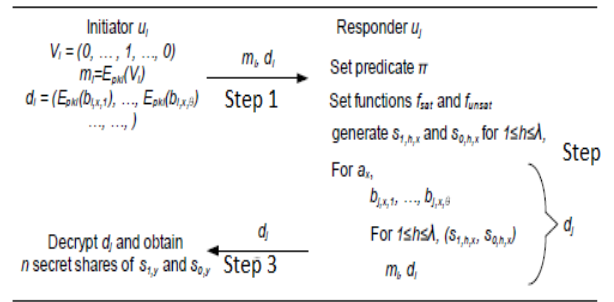 Initiator u_i
V_i = (0, ..., 1, ..., 0)
m_i=E_pki(V_i)
d_i = (E_pki(b_i,x,1), ..., E_pki(b_i,x,θ)
..., ..., )
m_i, d_i
Step 1
Responder u_j
Set predicate π
Set functions f_sat and f_unsat
generate s_1,h,x and s_0,h,x for 1≤h≤λ,
For a_x,
b_j,x,1, ..., b_j,x,θ
For 1≤h≤λ, (s_1,h,x, s_0,h,x)
m_i, d_i
Step
d_j
d_j
Step 3
Decrypt d_j and obtain
n secret shares of s_1,y and s_0,y